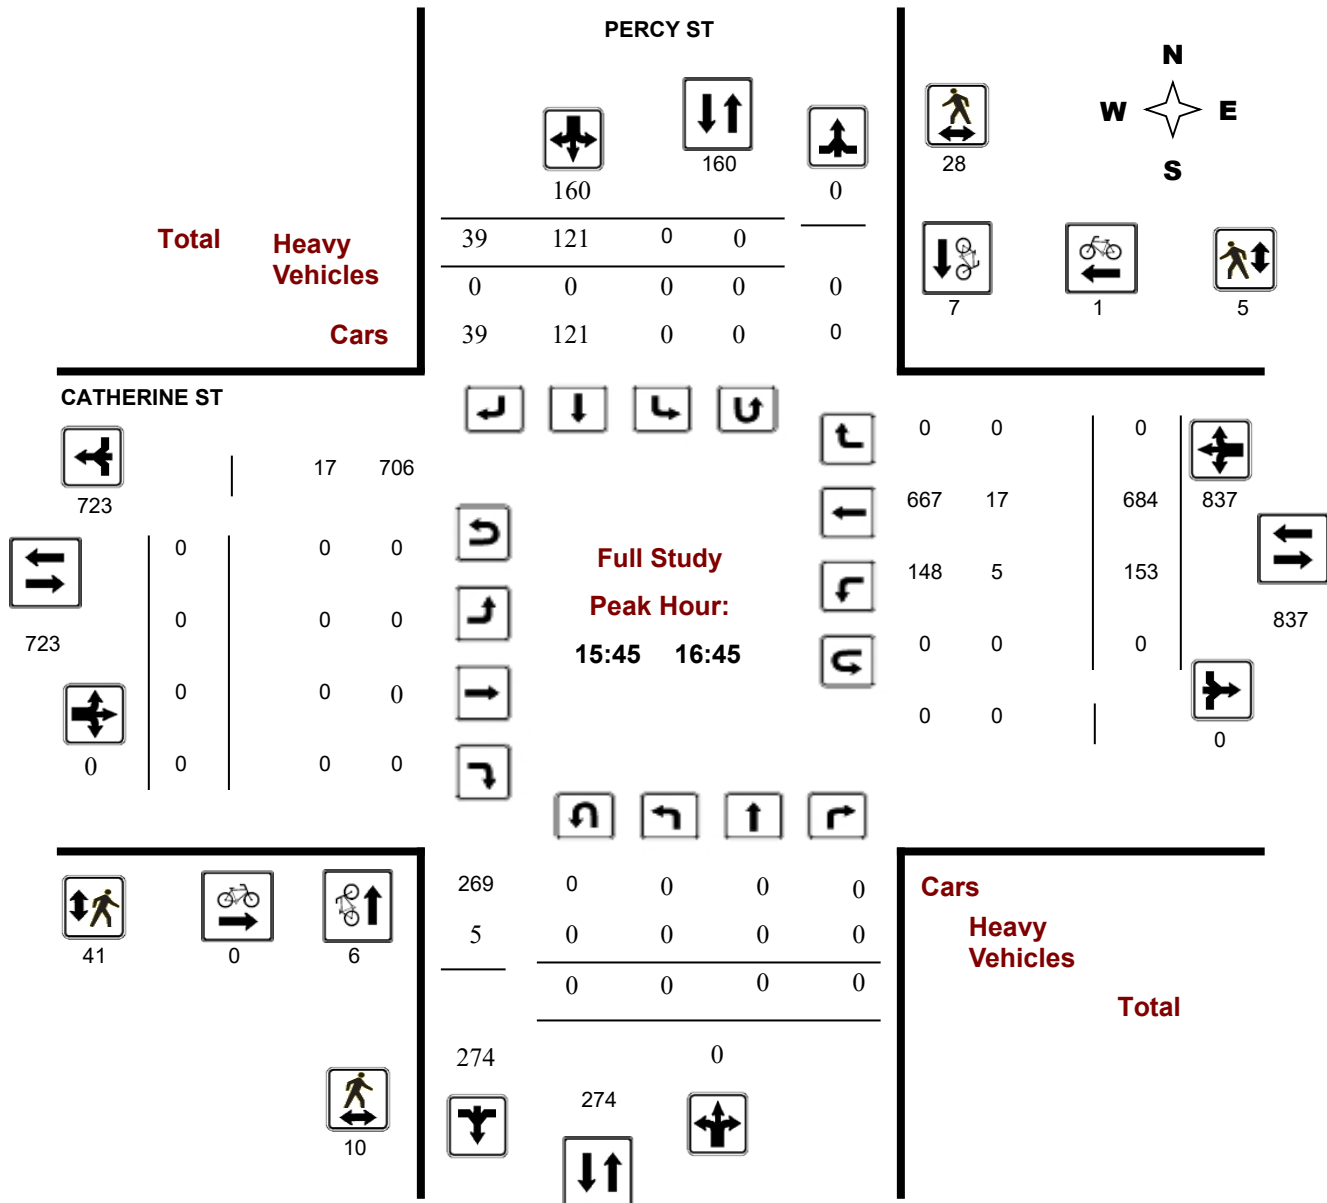 PERCY ST
N
W E
S
160
28
160 0
Total Heavy
Vehicles
39 121 0 0
7 1 5
0 0 0 0 0
Cars 39 121 0 0 0
CATHERINE ST
0 0 0
17 706
723
667 17 684 837
0 0 0
Full Study
148 5 153
Peak Hour:
0 0 0
837
723
15:45 16:45
0 0 0
0 0 0
0 0
0
0 0 0 0
269 0 0 0 0
Cars
5 0 0 0 0
Heavy
Vehicles
41 0 6
0 0 0 0
Total
274 0
274
10